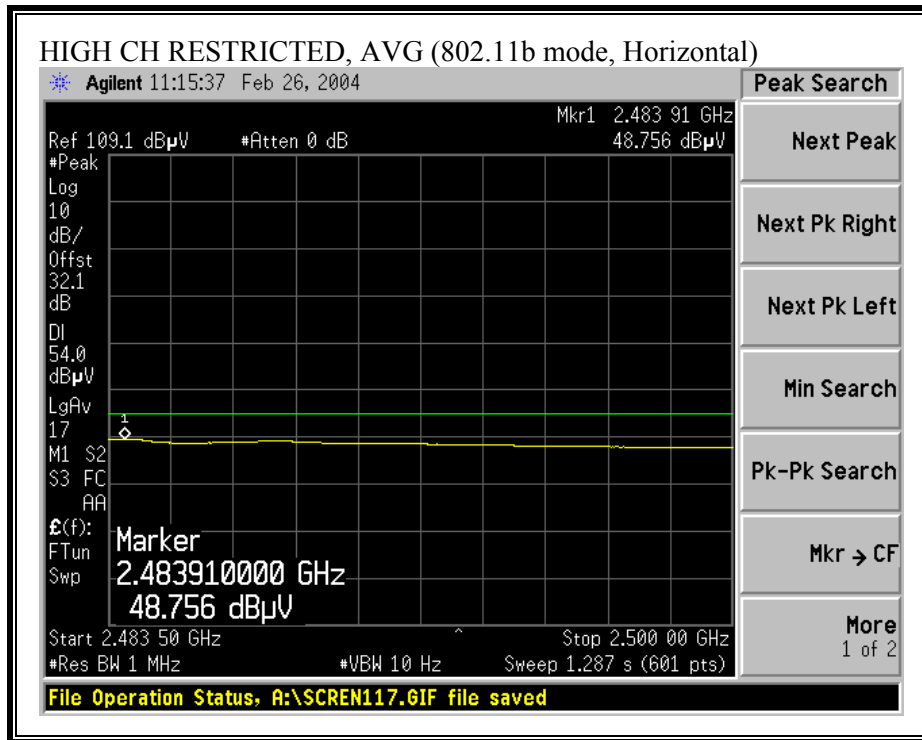 HIGH CH RESTRICTED, AVG (802.11b mode, Horizontal)
Agilent 11:15:37 Feb 26, 2004
Peak Search
Mkr1 2.483 91 GHz
Ref 109.1 dBµV #Atten 0 dB 48.756 dBµV
#Peak
Log
10
dB/
Offst
32.1
dB
DI
54.0
dBµV
LgAv
17
M1 S2
S3 FC
AA
£(f):
FTun
Swp
1
Marker
2.483910000 GHz
48.756 dBµV
Start 2.483 50 GHz Stop 2.500 00 GHz
#Res BW 1 MHz #VBW 10 Hz Sweep 1.287 s (601 pts)
File Operation Status, A:\SCREN117.GIF file saved
Next Peak
Next Pk Right
Next Pk Left
Min Search
Pk-Pk Search
Mkr → CF
More
1 of 2